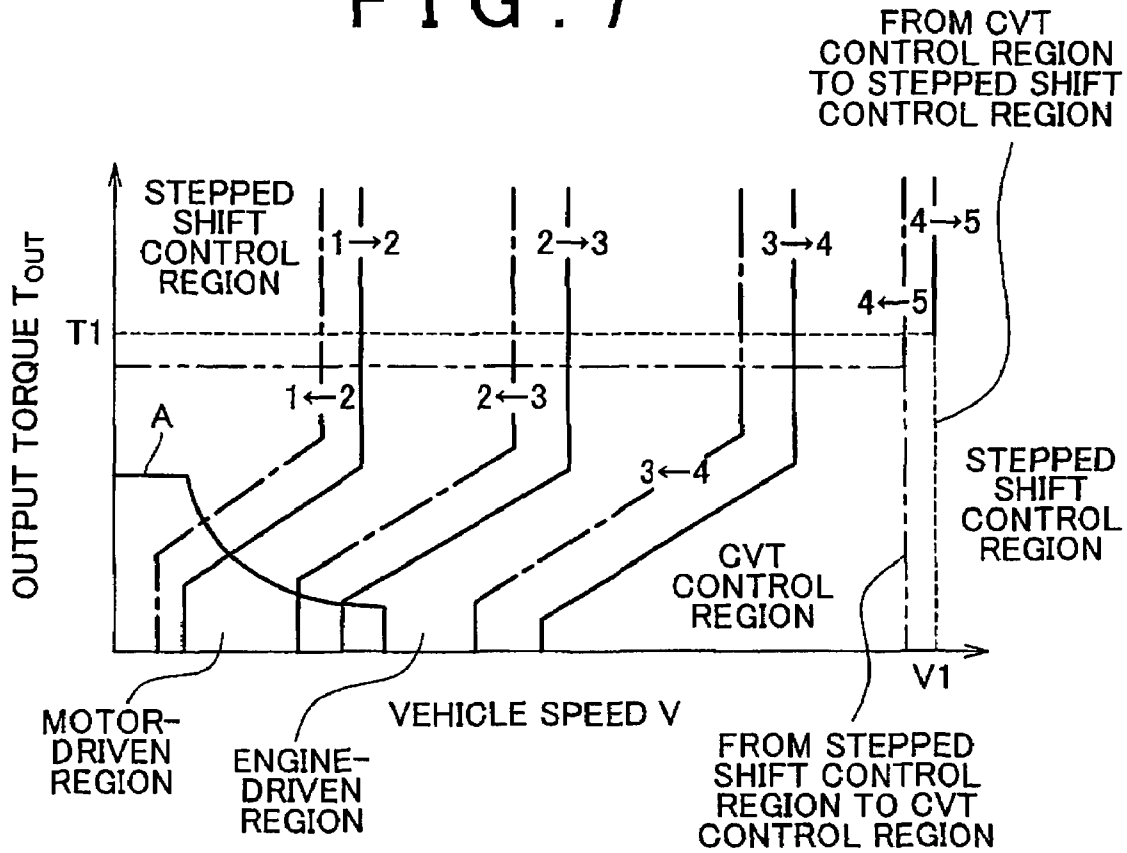 FIG.7
FROM CVT
CONTROL REGION
TO STEPPED SHIFT
CONTROL REGION
STEPPED
SHIFT
CONTROL
REGION
1→2
2→3
3→4
4→5
4←5
OUTPUT TORQUE TOUT
T1
1←2
2←3
3←4
A
STEPPED
SHIFT
CONTROL
REGION
CVT
CONTROL
REGION
V1
VEHICLE SPEED V
MOTOR-
DRIVEN
REGION
ENGINE-
DRIVEN
REGION
FROM STEPPED
SHIFT CONTROL
REGION TO CVT
CONTROL REGION